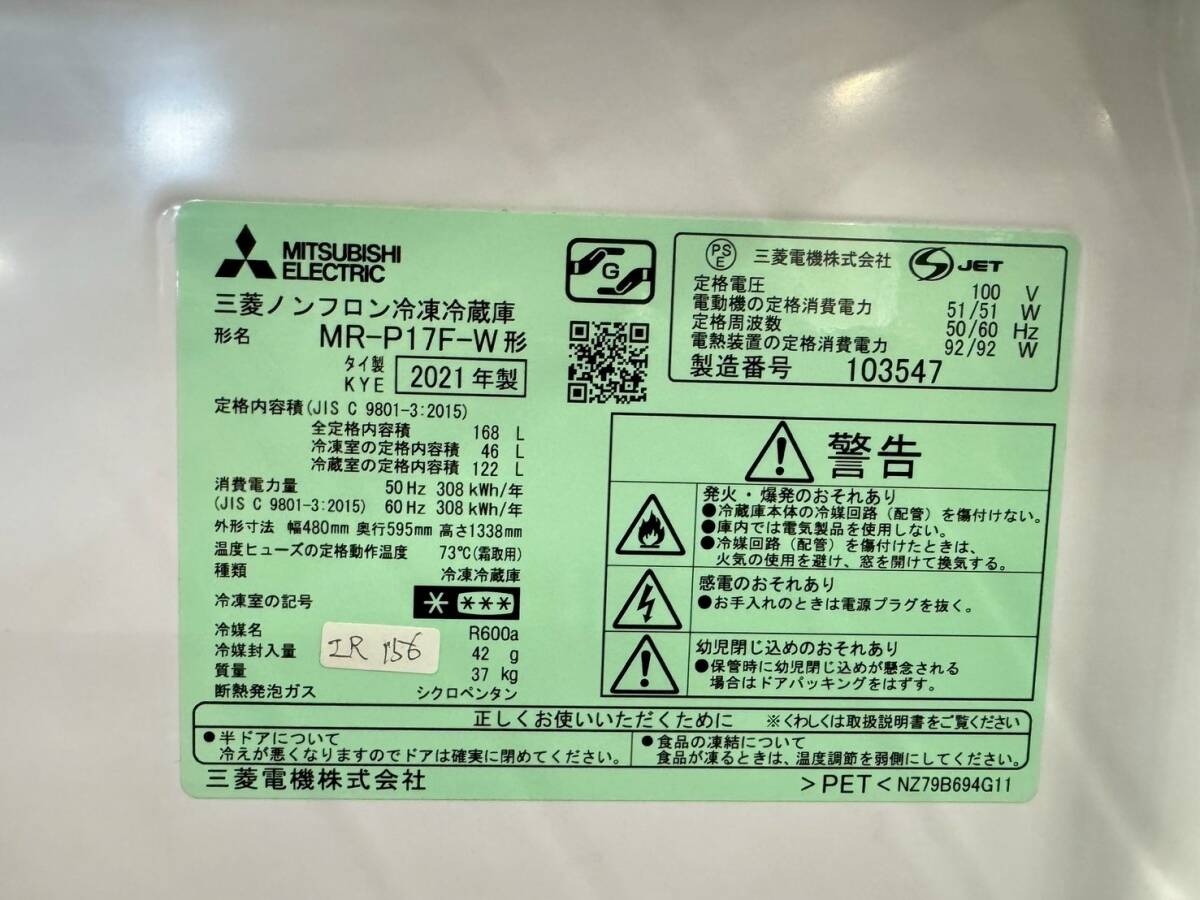 MITSUBISHI
ELECTRIC
三菱ノンフロン冷凍冷蔵庫
形名 MR-P17F-W形
タイ製
KYE 2021年製
定格内容積(JIS C 9801-3:2015)
全定格内容積 168 L
冷凍室の定格内容積 46 L
冷蔵室の定格内容積 122 L
消費電力量 50Hz 308 kWh/年
(JIS C 9801-3:2015) 60Hz 308 kWh/年
外形寸法 幅480mm 奥行595mm 高さ1338mm
温度ヒューズの定格動作温度 73℃(霜取用)
種類 冷凍冷蔵庫
冷凍室の記号 * ***
冷媒名 R600a
冷媒封入量 42 g
質量 37 kg
断熱発泡ガス シクロペンタン
IR 156
G
PS
E
三菱電機株式会社
S JET
定格電圧 100 V
電動機の定格消費電力 51/51 W
定格周波数 50/60 Hz
電熱装置の定格消費電力 92/92 W
製造番号 103547
警告
発火・爆発のおそれあり
●冷蔵庫本体の冷媒回路(配管)を傷付けない。
●庫内では電気製品を使用しない。
●冷媒回路(配管)を傷付けたときは、
火気の使用を避け、窓を開けて換気する。
感電のおそれあり
●お手入れのときは電源プラグを抜く。
幼児閉じ込めのおそれあり
●保管時に幼児閉じ込めが懸念される
場合はドアパッキングをはずす。
正しくお使いいただくために ※くわしくは取扱説明書をご覧ください
●半ドアについて
冷えが悪くなりますのでドアは確実に閉めてください。
●食品の凍結について
食品が凍るときは、温度調節を弱側にしてください。
三菱電機株式会社
>PET< NZ79B694G11